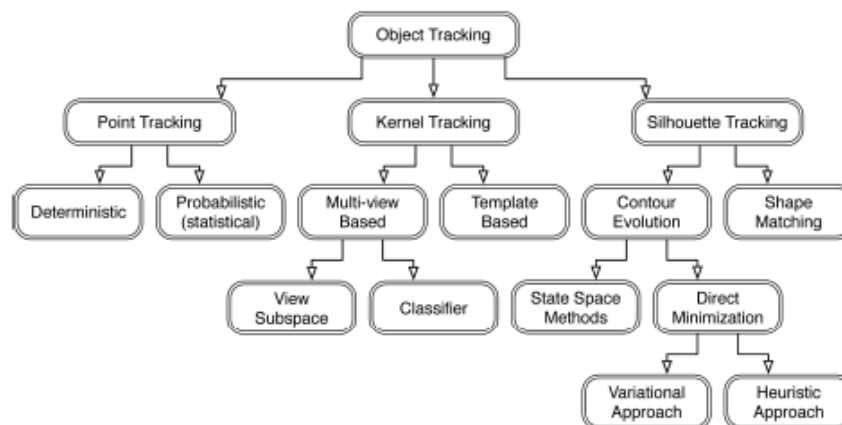 Object Tracking
Point Tracking
Kernel Tracking
Silhouette Tracking
Deterministic
Probabilistic
(statistical)
Multi-view
Based
Template
Based
Contour
Evolution
Shape
Matching
View
Subspace
Classifier
State Space
Methods
Direct
Minimization
Variational
Approach
Heuristic
Approach